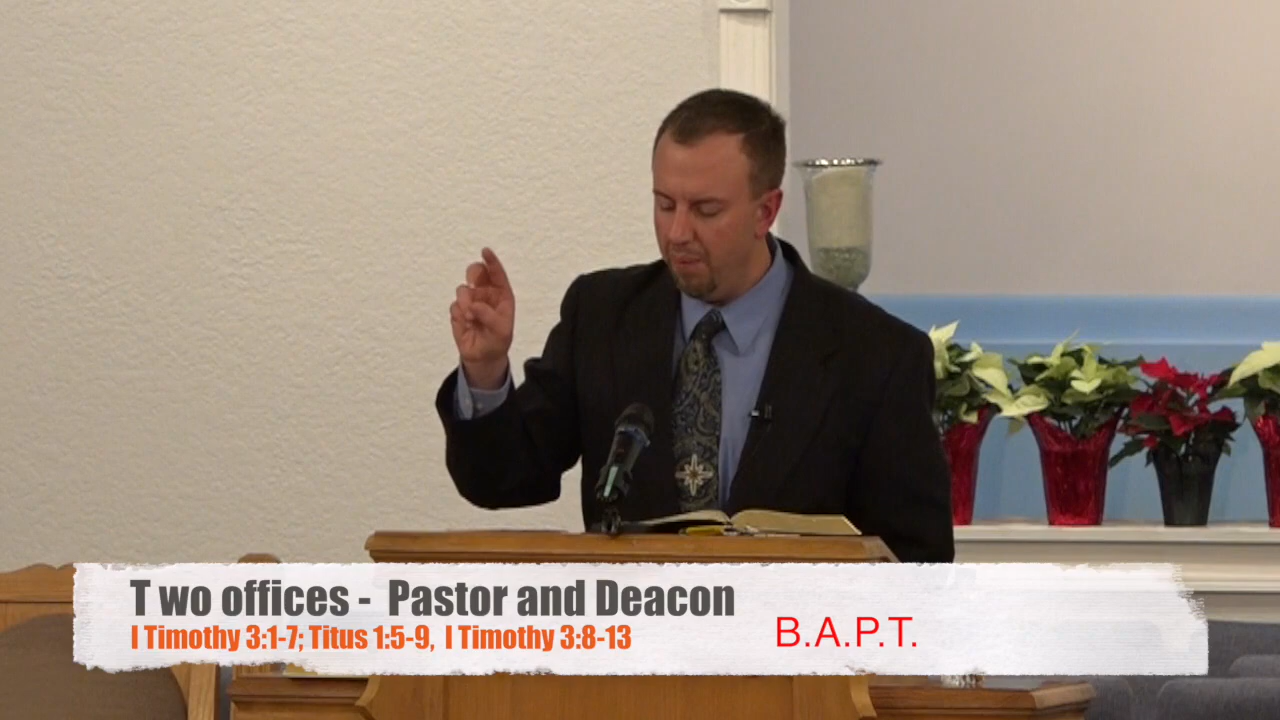 T wo offices - Pastor and Deacon
I Timothy 3:1-7; Titus 1:5-9, I Timothy 3:8-13
B.A.P.T.